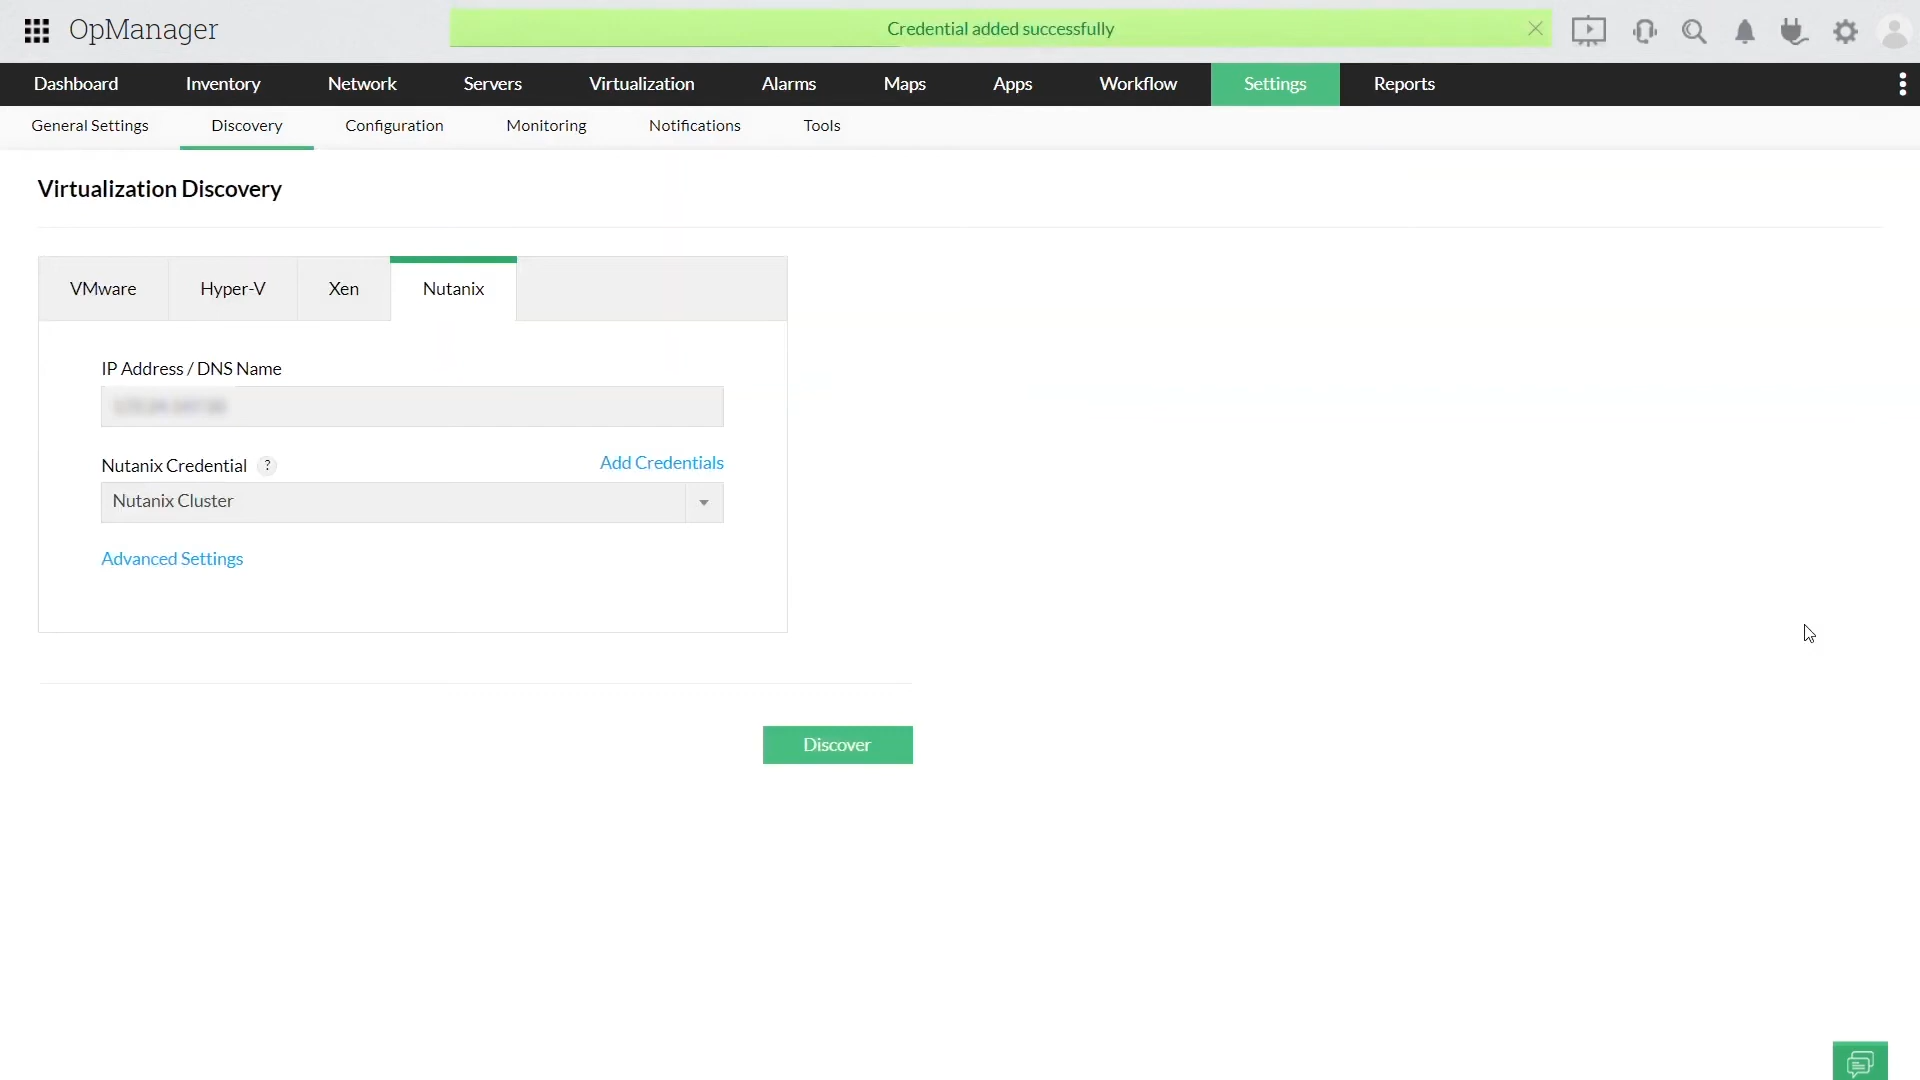 OpManager
Credential added successfully
Dashboard Inventory Network Servers Virtualization Alarms Maps Apps Workflow Settings Reports
General Settings Discovery Configuration Monitoring Notifications Tools
Virtualization Discovery
VMware Hyper-V Xen Nutanix
IP Address / DNS Name
Nutanix Credential ? Add Credentials
Nutanix Cluster
Advanced Settings
Discover